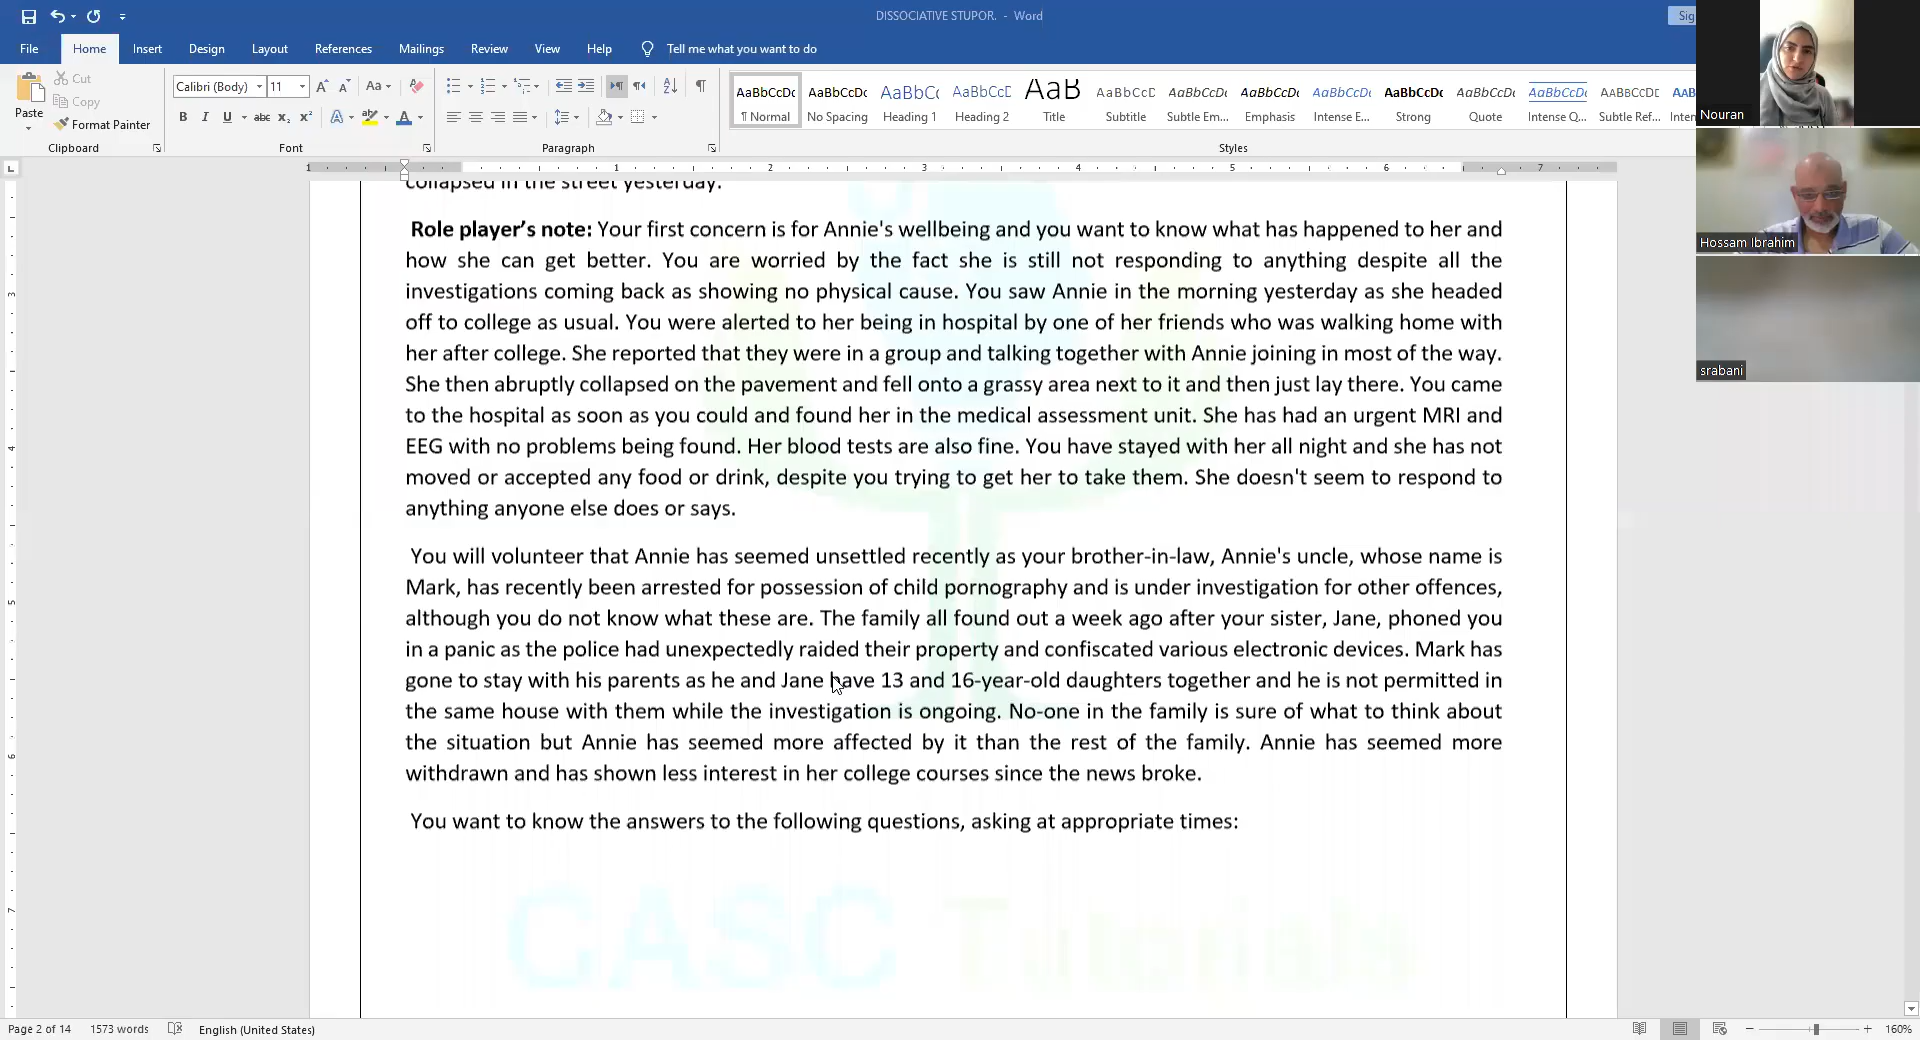 DISSOCIATIVE STUPOR. - Word
Sig
File Home Insert Design Layout References Mailings Review View Help Tell me what you want to do
Paste
Cut
Copy
Format Painter
Calibri (Body) 11
AaBbCcDc AaBbCcDc AaBbC( AaBbCcD AaB AaBbCcD AaBbCcDc AaBbCcDc AaBbCcDc AaBbCcDc AaBbCcDc AaBbCcDc AABBCCDE AABI
¶ Normal No Spacing Heading 1 Heading 2 Title Subtitle Subtle Em... Emphasis Intense E... Strong Quote Intense Q... Subtle Ref... Inten
Clipboard Font Paragraph Styles
Nouran
Hossam Ibrahim
srabani
collapsed in the street yesterday.
Role player's note: Your first concern is for Annie's wellbeing and you want to know what has happened to her and
how she can get better. You are worried by the fact she is still not responding to anything despite all the
investigations coming back as showing no physical cause. You saw Annie in the morning yesterday as she headed
off to college as usual. You were alerted to her being in hospital by one of her friends who was walking home with
her after college. She reported that they were in a group and talking together with Annie joining in most of the way.
She then abruptly collapsed on the pavement and fell onto a grassy area next to it and then just lay there. You came
to the hospital as soon as you could and found her in the medical assessment unit. She has had an urgent MRI and
EEG with no problems being found. Her blood tests are also fine. You have stayed with her all night and she has not
moved or accepted any food or drink, despite you trying to get her to take them. She doesn't seem to respond to
anything anyone else does or says.
You will volunteer that Annie has seemed unsettled recently as your brother-in-law, Annie's uncle, whose name is
Mark, has recently been arrested for possession of child pornography and is under investigation for other offences,
although you do not know what these are. The family all found out a week ago after your sister, Jane, phoned you
in a panic as the police had unexpectedly raided their property and confiscated various electronic devices. Mark has
gone to stay with his parents as he and Jane have 13 and 16-year-old daughters together and he is not permitted in
the same house with them while the investigation is ongoing. No-one in the family is sure of what to think about
the situation but Annie has seemed more affected by it than the rest of the family. Annie has seemed more
withdrawn and has shown less interest in her college courses since the news broke.
You want to know the answers to the following questions, asking at appropriate times:
CASC Tutorials
Page 2 of 14 1573 words English (United States) 160%